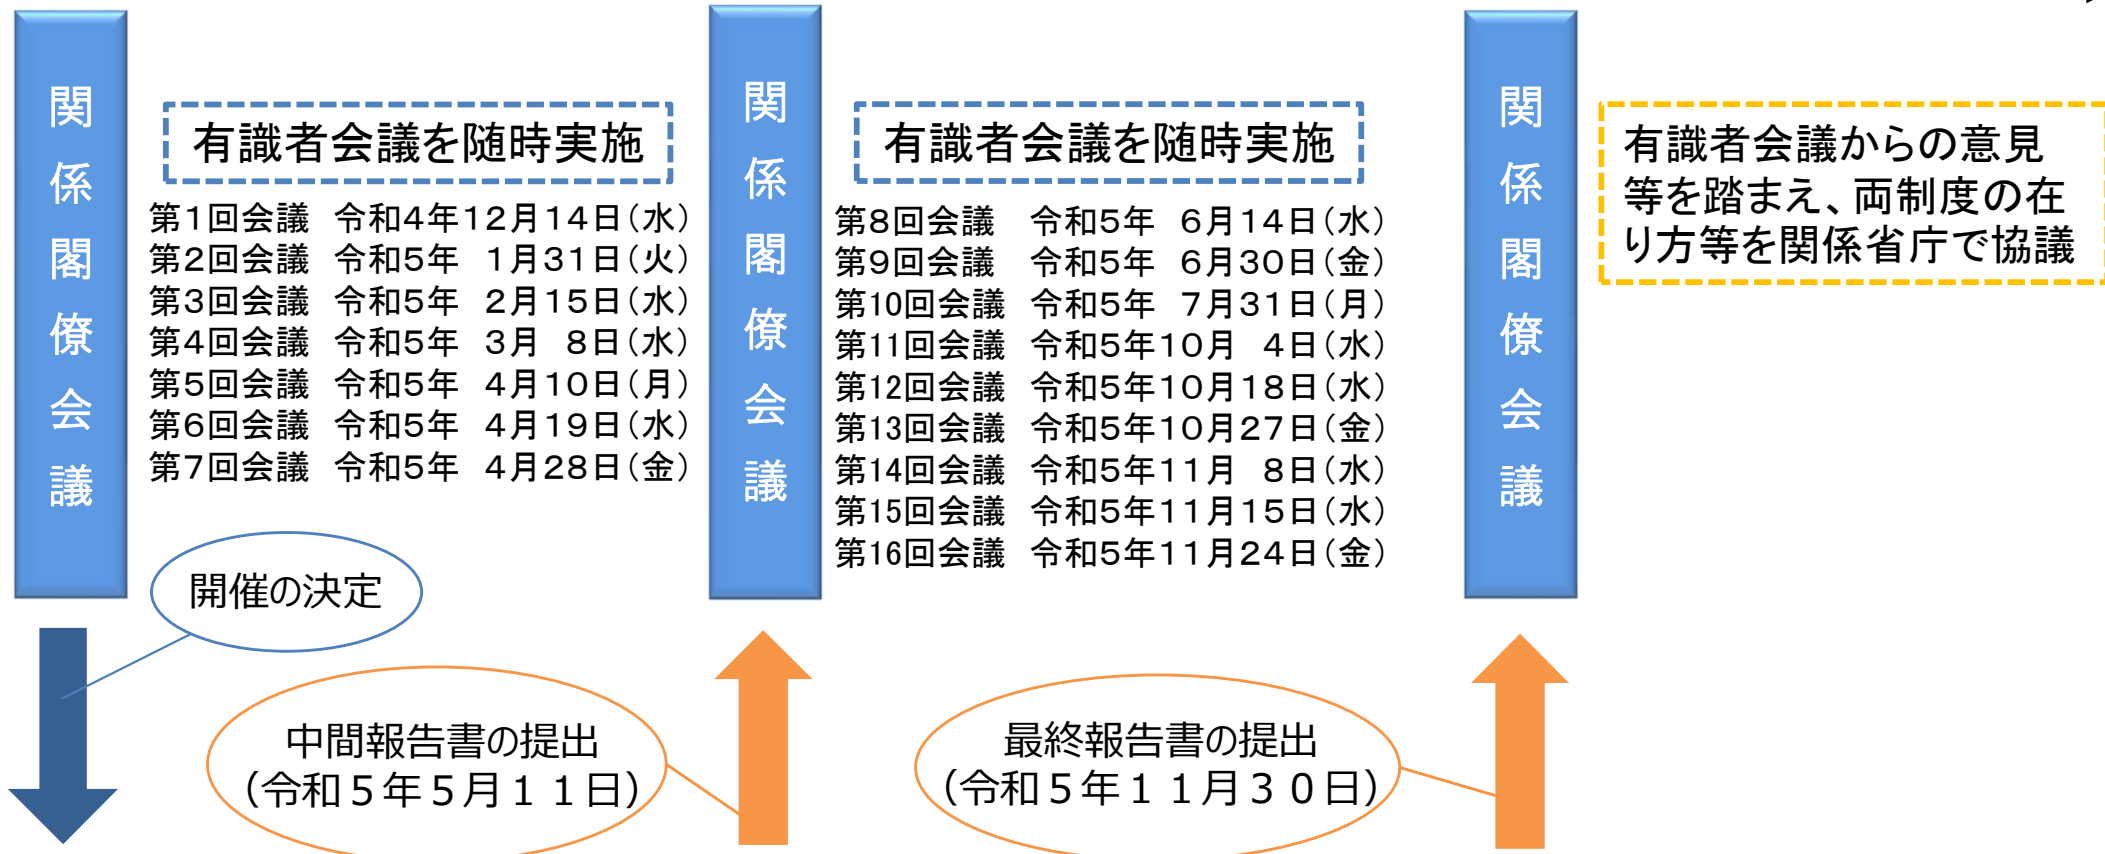 関係閣僚会議
有識者会議を随時実施
第1回会議　令和4年12月14日(水)
第2回会議　令和5年　1月31日(火)
第3回会議　令和5年　2月15日(水)
第4回会議　令和5年　3月　8日(水)
第5回会議　令和5年　4月10日(月)
第6回会議　令和5年　4月19日(水)
第7回会議　令和5年　4月28日(金)
開催の決定
中間報告書の提出
(令和５年５月１１日)
関係閣僚会議
有識者会議を随時実施
第8回会議　令和5年　6月14日(水)
第9回会議　令和5年　6月30日(金)
第10回会議　令和5年　7月31日(月)
第11回会議　令和5年10月　4日(水)
第12回会議　令和5年10月18日(水)
第13回会議　令和5年10月27日(金)
第14回会議　令和5年11月　8日(水)
第15回会議　令和5年11月15日(水)
第16回会議　令和5年11月24日(金)
最終報告書の提出
(令和５年１１月３０日)
関係閣僚会議
有識者会議からの意見
等を踏まえ、両制度の在
り方等を関係省庁で協議